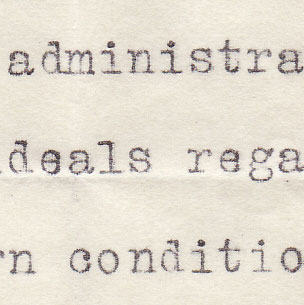 administra
deals rega
rn conditio